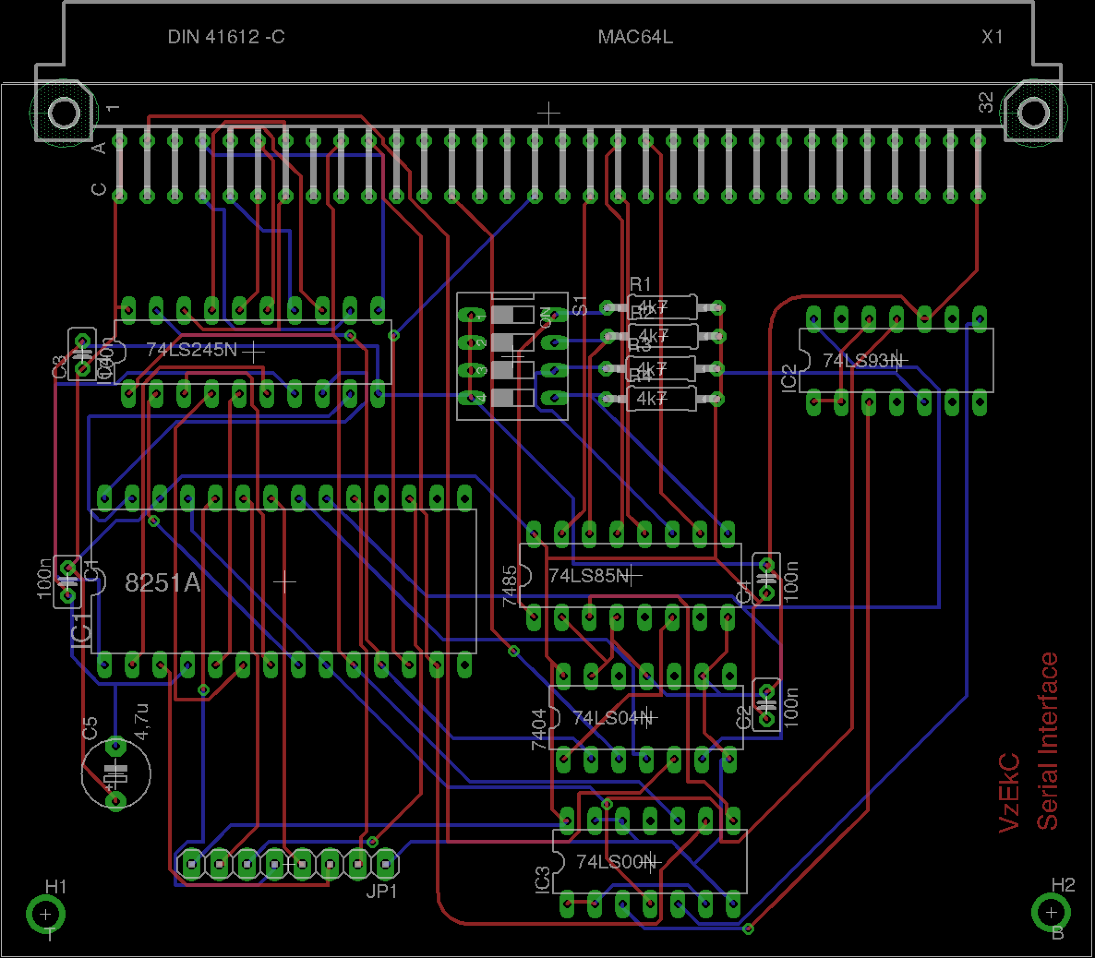 DIN 41612 -C
MAC64L
X1
1
32
A
C
S1
ON
1
2
3
4
R1
4k7
R2
4k7
R3
4k7
R4
4k7
C3
74LS245N
IC2
74LS93N
100n
C1
8251A
IC1
7485
74LS85N
C4
100n
7404
74LS04N
C2
100n
C5
4,7u
+
VzEkC
Serial Interface
IC3
74LS00N
JP1
H1
T
H2
B